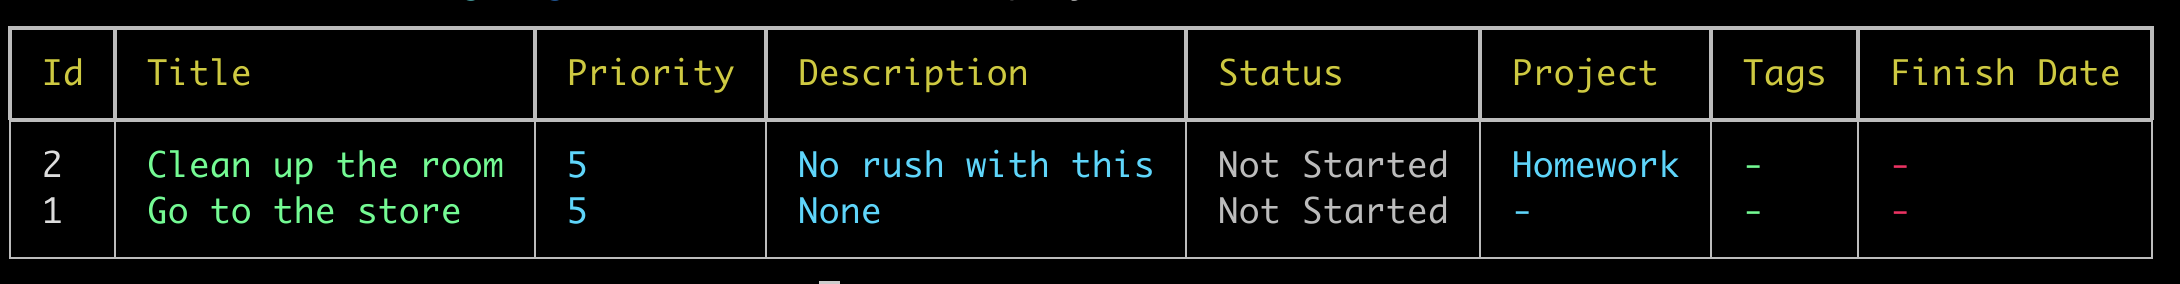 Id Title Priority Description Status Project Tags Finish Date
2 Clean up the room 5 No rush with this Not Started Homework - -
1 Go to the store 5 None Not Started - - -